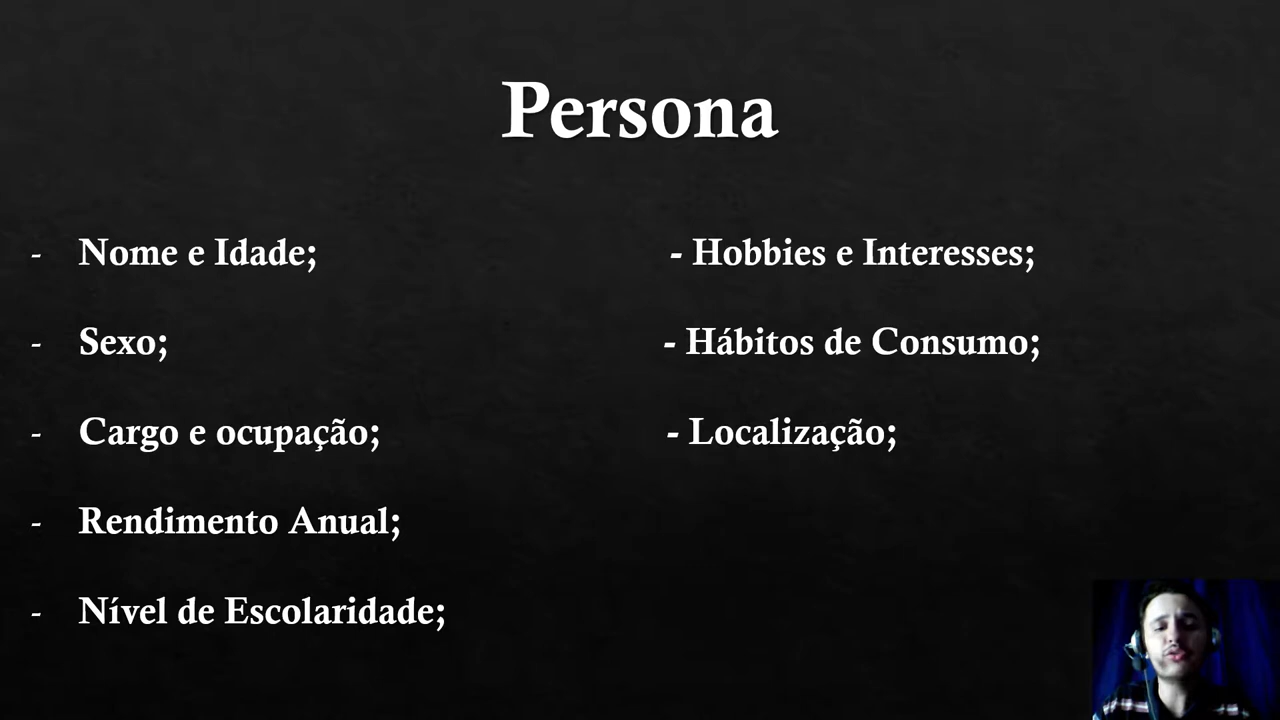 Persona
- Nome e Idade;
- Sexo;
- Cargo e ocupação;
- Rendimento Anual;
- Nível de Escolaridade;
- Hobbies e Interesses;
- Hábitos de Consumo;
- Localização;